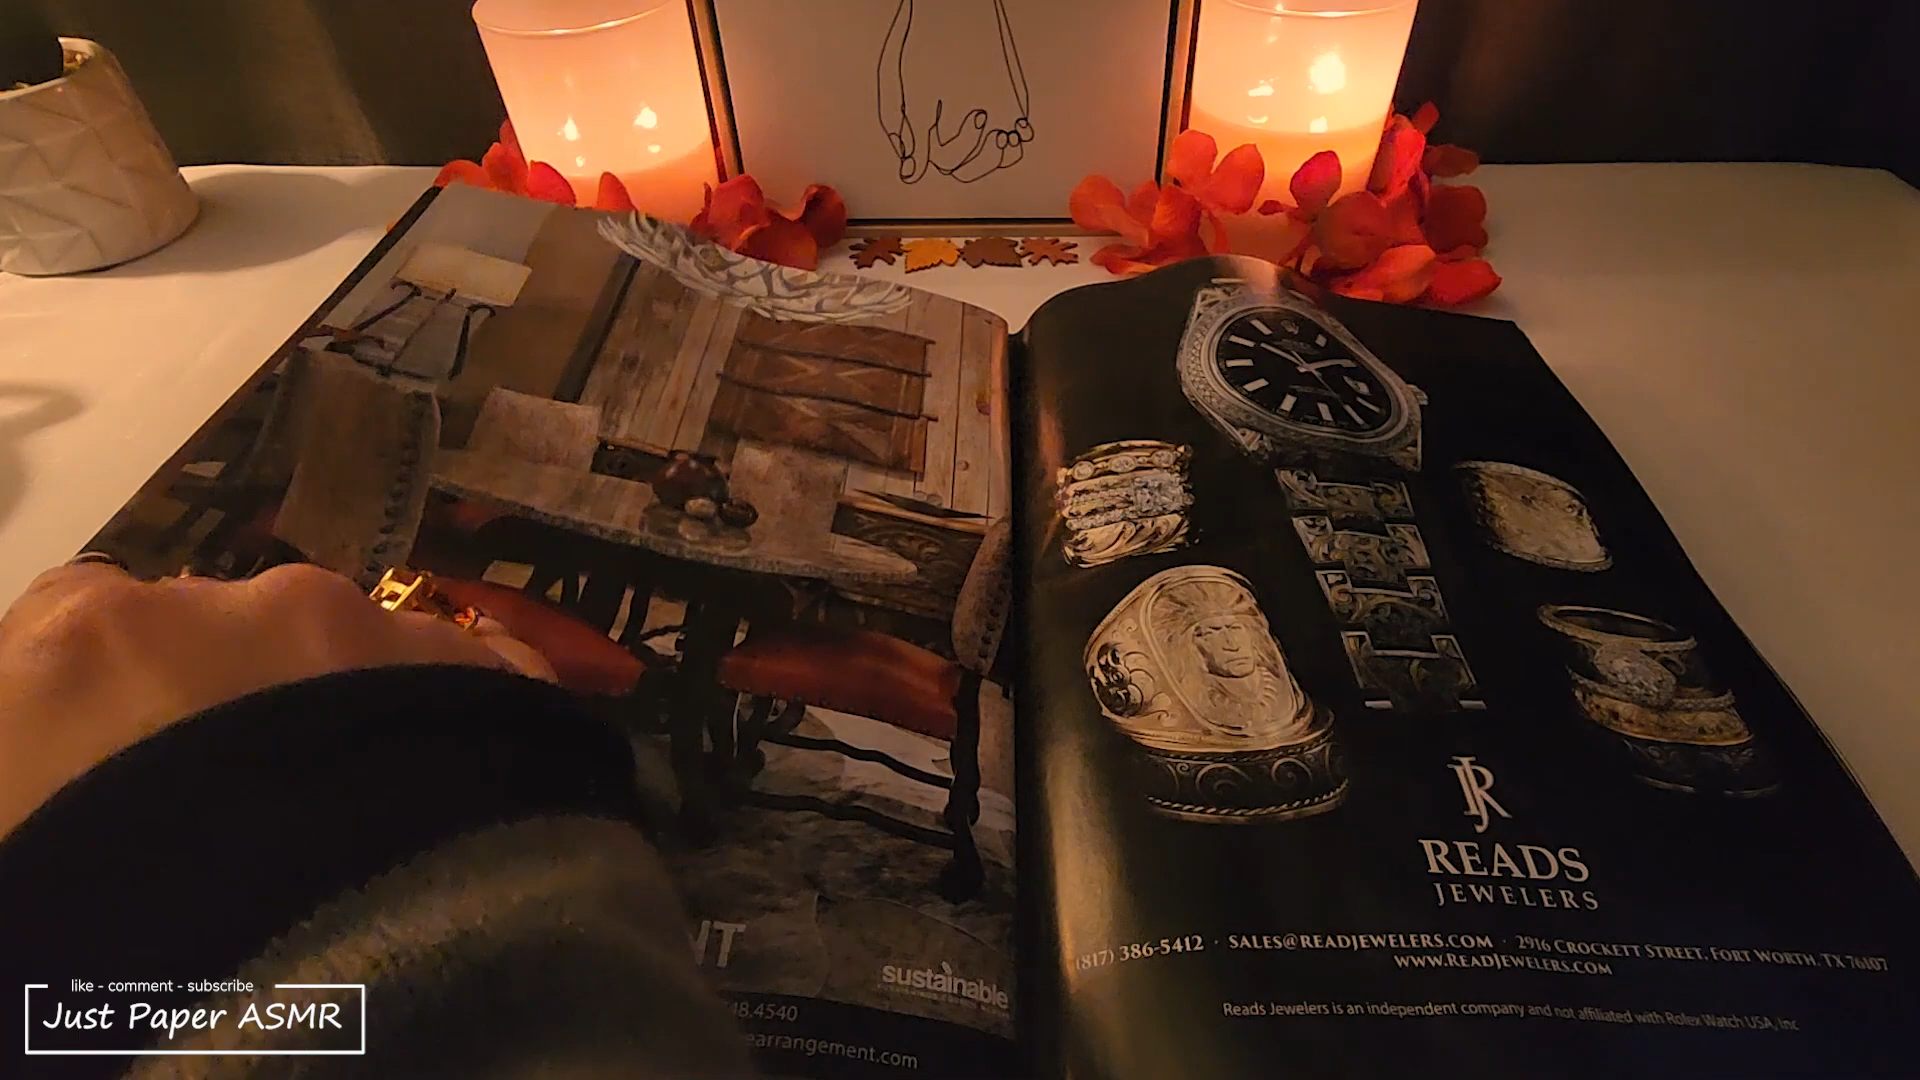 JR
READS
JEWELERS
(817) 386-5412 · SALES@READJEWELERS.COM · 2916 CROCKETT STREET, FORT WORTH, TX 76107
WWW.READJEWELERS.COM
Reads Jewelers is an independent company and not affiliated with Rolex Watch USA, Inc
NT
sustainable
48.4540
earrangement.com
like - comment - subscribe
Just Paper ASMR